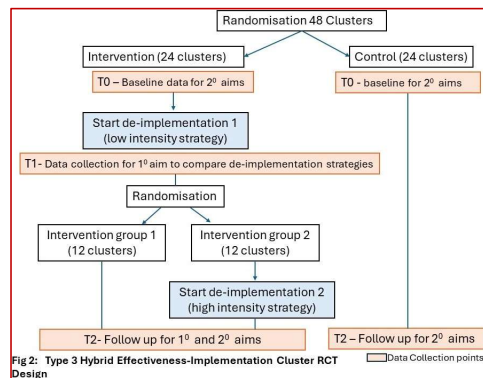 Randomisation 48 Clusters
Intervention (24 clusters)
Control (24 clusters)
T0 – Baseline data for 2⁰ aims
T0 - baseline for 2⁰ aims
Start de-implementation 1
(low intensity strategy)
T1- Data collection for 1⁰ aim to compare de-implementation strategies
Randomisation
Intervention group 1
(12 clusters)
Intervention group 2
(12 clusters)
Start de-implementation 2
(high intensity strategy)
T2- Follow up for 1⁰ and 2⁰ aims
T2 – Follow up for 2⁰ aims
Fig 2: Type 3 Hybrid Effectiveness-Implementation Cluster RCT
Design
Data Collection points